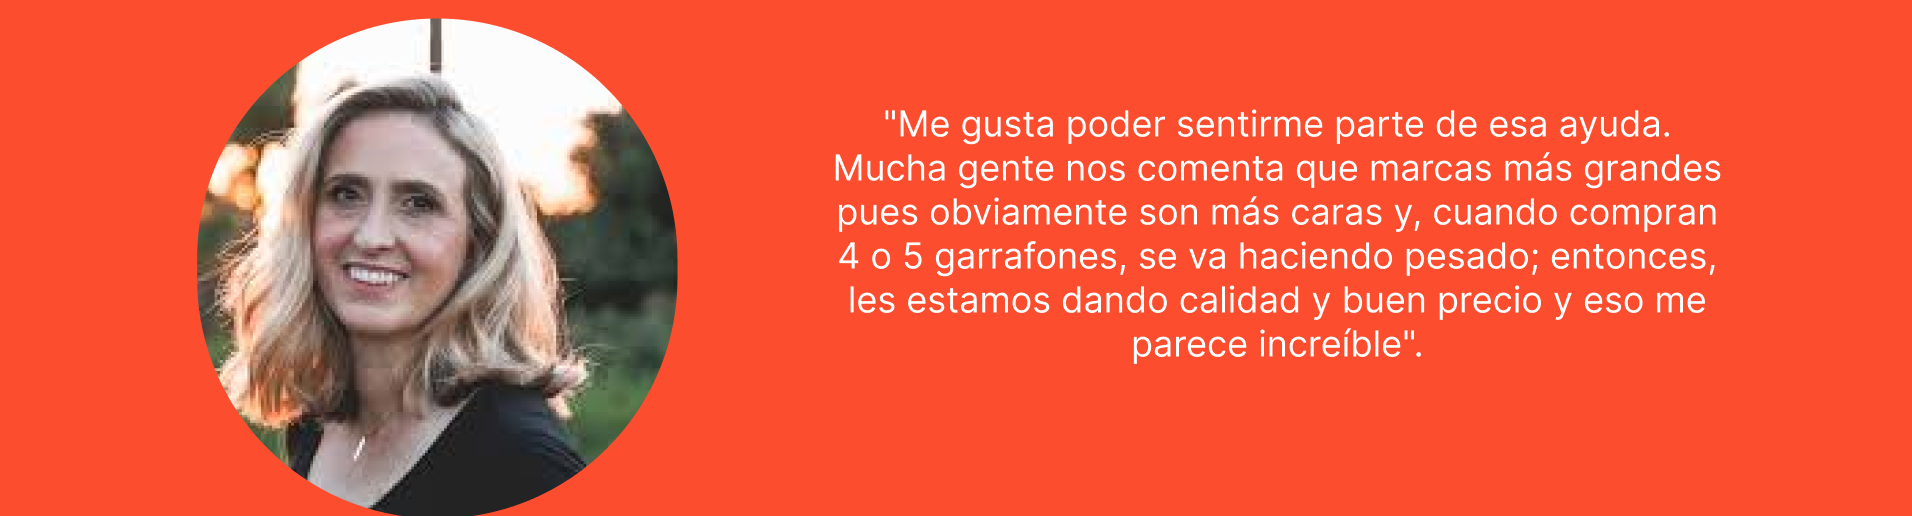 "Me gusta poder sentirme parte de esa ayuda.
Mucha gente nos comenta que marcas más grandes
pues obviamente son más caras y, cuando compran
4 o 5 garrafones, se va haciendo pesado; entonces,
les estamos dando calidad y buen precio y eso me
parece increíble".